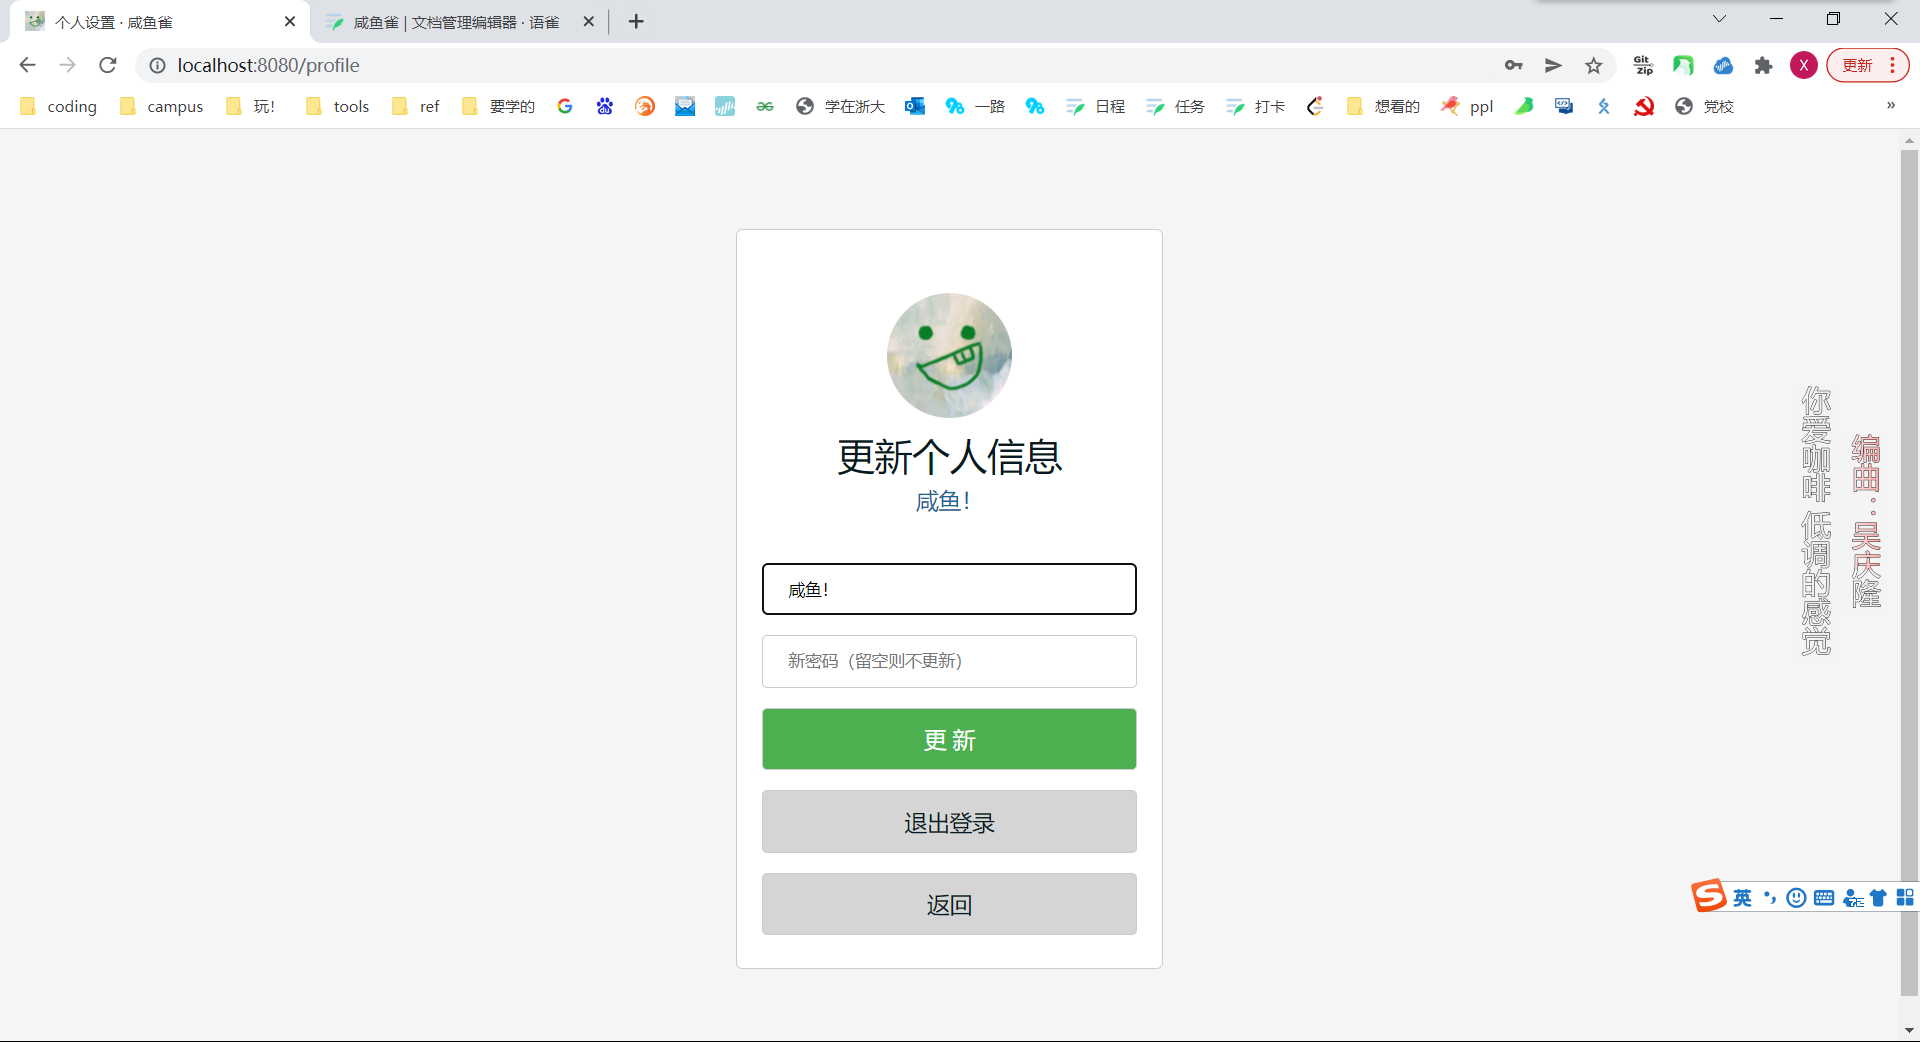 个人设置 · 咸鱼雀
咸鱼雀 | 文档管理编辑器 · 语雀
localhost:8080/profile
Git Zip
X
更新
coding
campus
玩!
tools
ref
要学的
学在浙大
一路
日程
任务
打卡
想看的
ppl
党校
»
更新个人信息
咸鱼!
咸鱼!
新密码（留空则不更新）
更 新
退出登录
返回
编曲：吴庆隆
你爱咖啡 低调的感觉
英